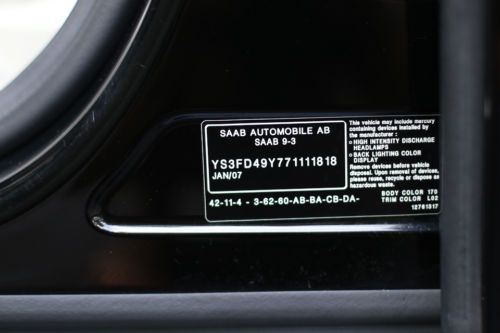 SAAB AUTOMOBILE AB
SAAB 9-3
YS3FD49Y771111818
JAN/07
42-11-4 - 3-62-60-AB-BA-CB-DA-
This vehicle may include mercury
containing devices installed by
the manufacturer :
o HIGH INTENSITY DISCHARGE
HEADLAMPS
o BACK LIGHTING COLOR
DISPLAY
Remove devices before vehicle
disposal. Upon removal of devices
please reuse, recycle or dispose as
hazardous waste.
BODY COLOR 170
TRIM COLOR L02
12761517